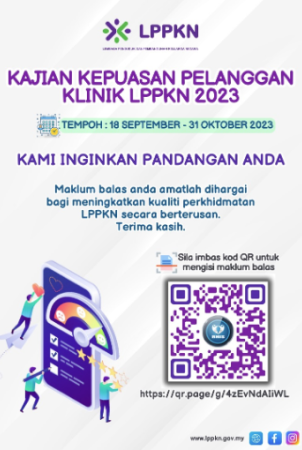 LPPKN
KAJIAN KEPUASAN PELANGGAN
KLINIK LPPKN 2023
TEMPOH : 18 SEPTEMBER - 31 OKTOBER 2023
KAMI INGINKAN PANDANGAN ANDA
Maklum balas anda amatlah dihargai
bagi meningkatkan kualiti perkhidmatan
LPPKN secara berterusan.
Terima kasih.
Sila imbas kod QR untuk
mengisi maklum balas
https://qr.page/g/4zEvNdAIiWL
www.lppkn.gov.my